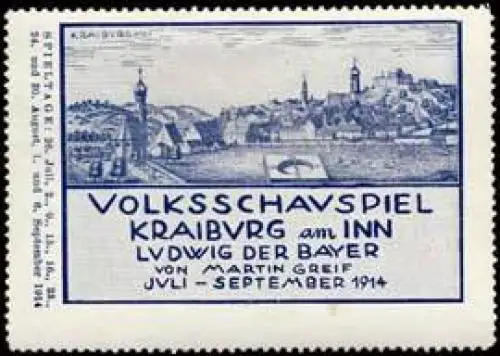 KRAIBURG
VOLKSSCHAVSPIEL
KRAIBVRG am INN
LVDWIG DER BAYER
VON MARTIN GREIF
JVLI – SEPTEMBER 1914
SPIELTAGE: 26. Juli, 2., 9., 15., 16., 23.,
24. und 30. August, 1. und 6. September 1914